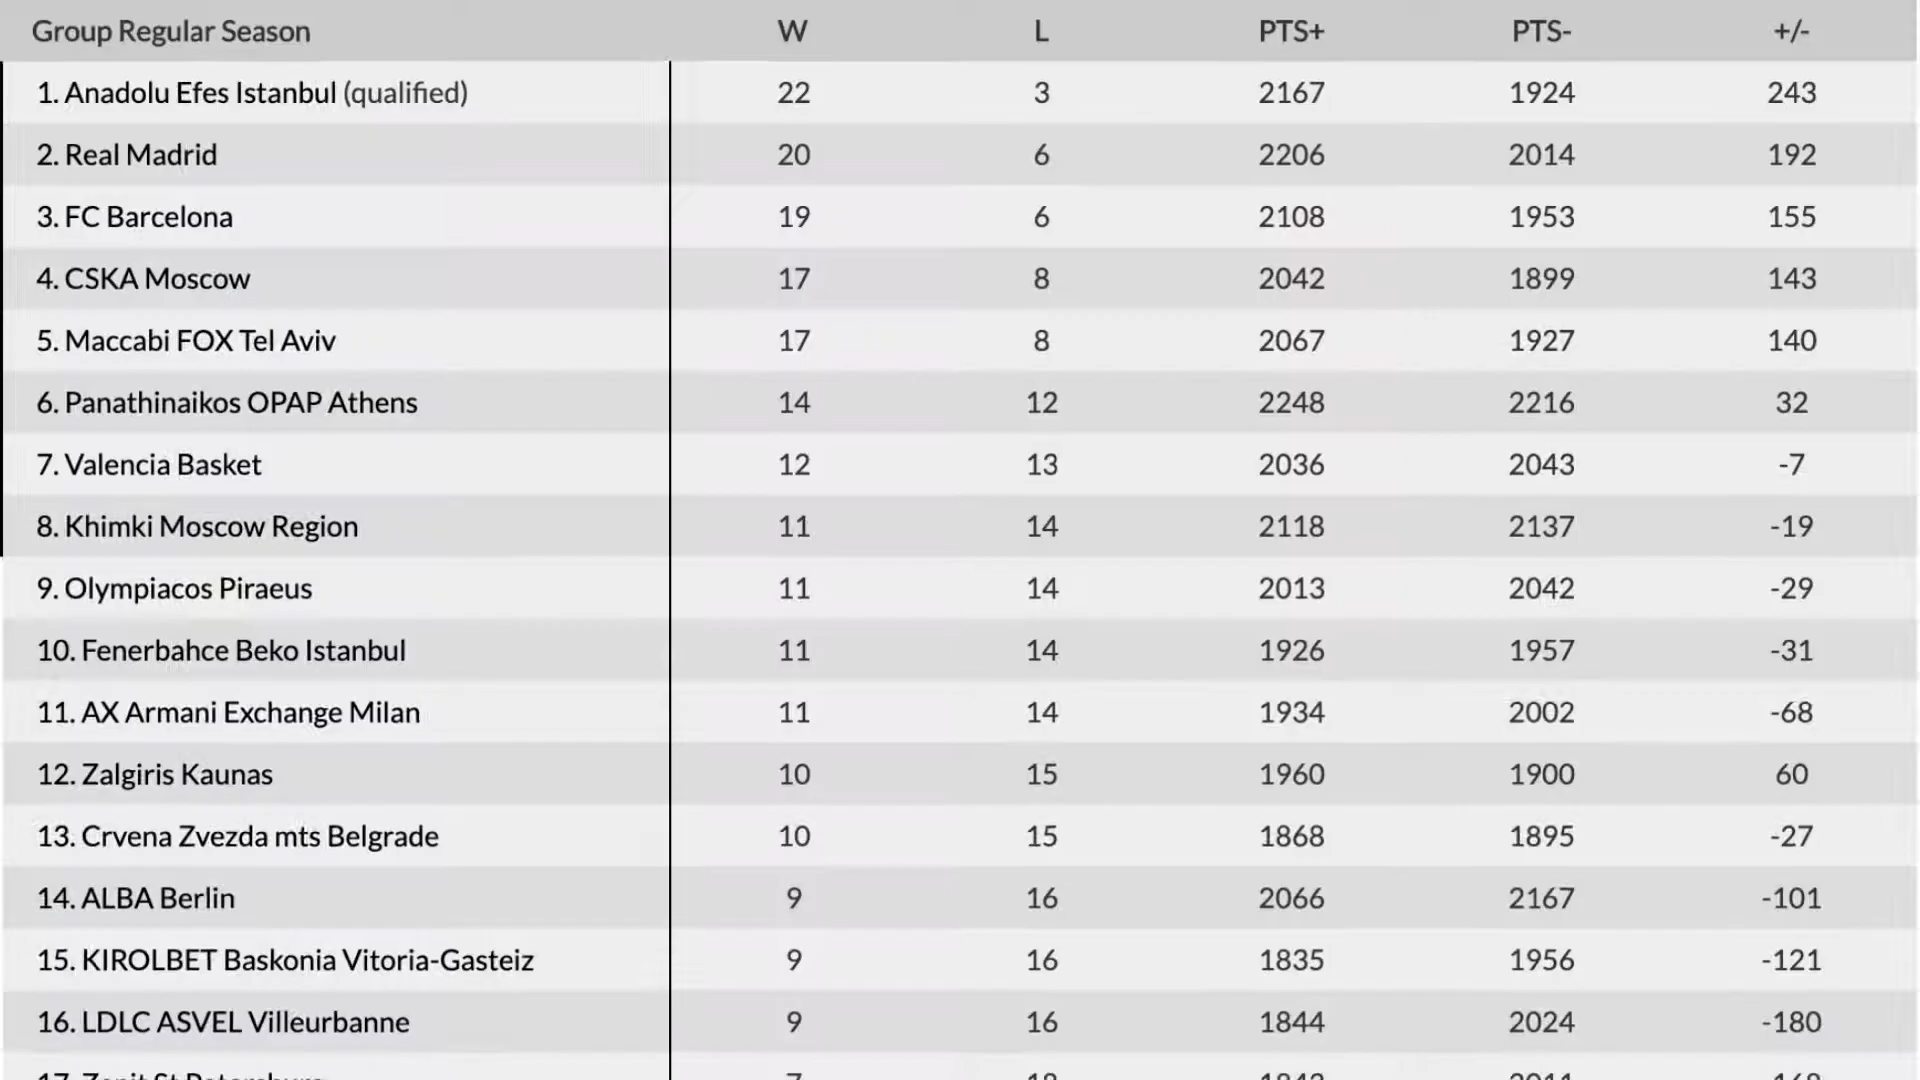 Group Regular Season W L PTS+ PTS- +/-
1. Anadolu Efes Istanbul (qualified) 22 3 2167 1924 243
2. Real Madrid 20 6 2206 2014 192
3. FC Barcelona 19 6 2108 1953 155
4. CSKA Moscow 17 8 2042 1899 143
5. Maccabi FOX Tel Aviv 17 8 2067 1927 140
6. Panathinaikos OPAP Athens 14 12 2248 2216 32
7. Valencia Basket 12 13 2036 2043 -7
8. Khimki Moscow Region 11 14 2118 2137 -19
9. Olympiacos Piraeus 11 14 2013 2042 -29
10. Fenerbahce Beko Istanbul 11 14 1926 1957 -31
11. AX Armani Exchange Milan 11 14 1934 2002 -68
12. Zalgiris Kaunas 10 15 1960 1900 60
13. Crvena Zvezda mts Belgrade 10 15 1868 1895 -27
14. ALBA Berlin 9 16 2066 2167 -101
15. KIROLBET Baskonia Vitoria-Gasteiz 9 16 1835 1956 -121
16. LDLC ASVEL Villeurbanne 9 16 1844 2024 -180
17. Zenit St Petersburg